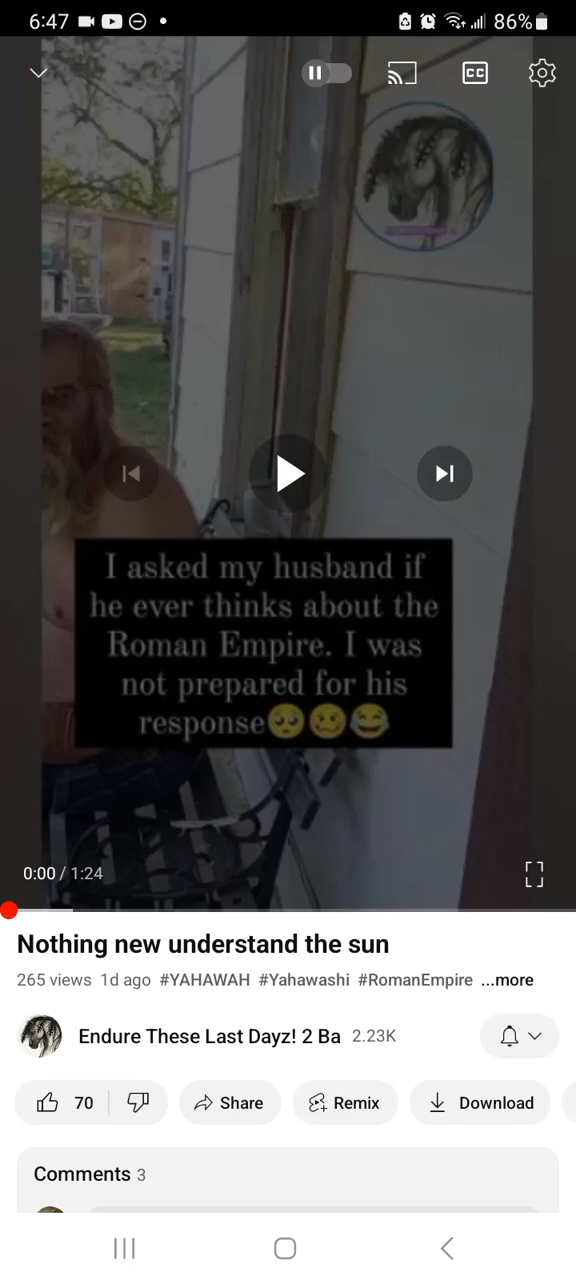 6:47
86%
CC
I asked my husband if
he ever thinks about the
Roman Empire. I was
not prepared for his
response🥺🥴😂
0:00 / 1:24
Nothing new understand the sun
265 views 1d ago #YAHAWAH #Yahawashi #RomanEmpire ...more
Endure These Last Dayz! 2 Ba 2.23K
70 Share Remix Download
Comments 3